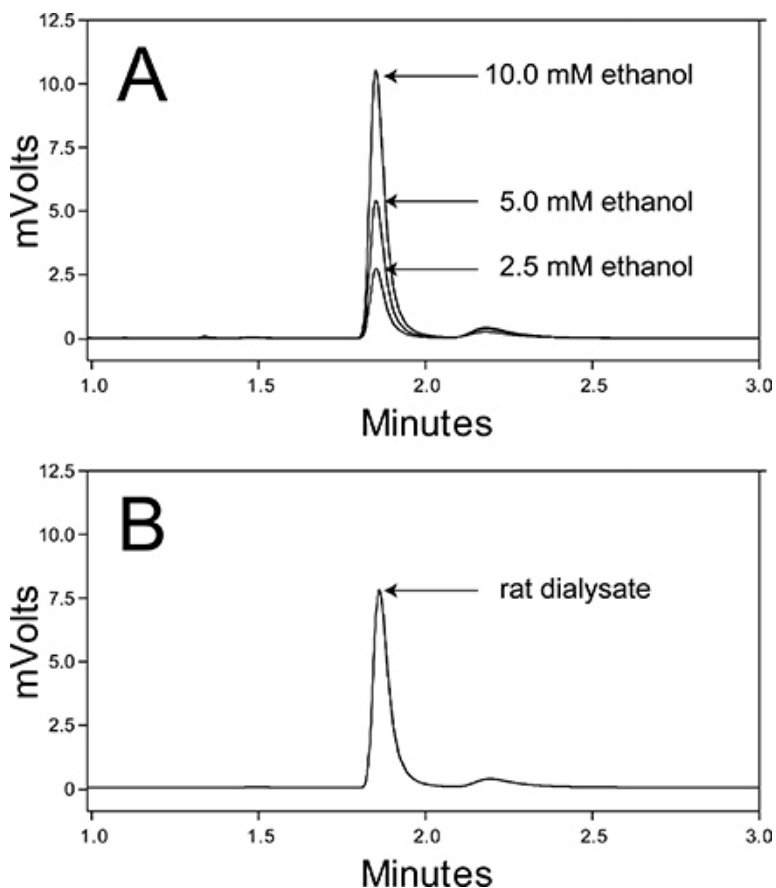 A
12.5
10.0
7.5
5.0
2.5
0
mVolts
10.0 mM ethanol
5.0 mM ethanol
2.5 mM ethanol
1.0 1.5 2.0 2.5 3.0
Minutes
B
12.5
10.0
7.5
5.0
2.5
0
mVolts
rat dialysate
1.0 1.5 2.0 2.5 3.0
Minutes